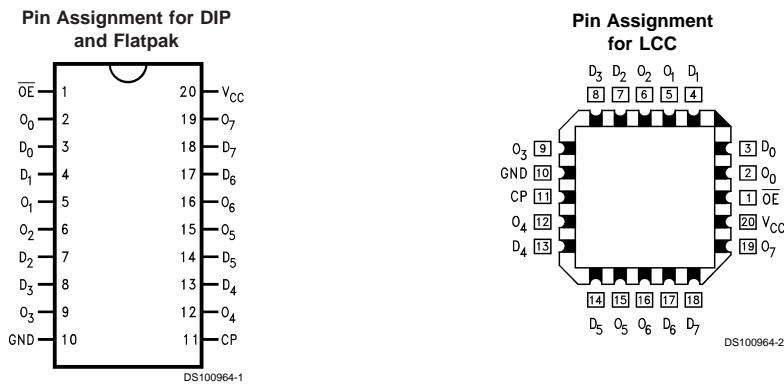 Pin Assignment for DIP
and Flatpak
OE 1 20 VCC
O0 2 19 O7
D0 3 18 D7
D1 4 17 D6
O1 5 16 O6
O2 6 15 O5
D2 7 14 D5
D3 8 13 D4
O3 9 12 O4
GND 10 11 CP
DS100964-1
Pin Assignment
for LCC
D3 D2 O2 O1 D1
8 7 6 5 4
O3 9 3 D0
GND 10 2 O0
CP 11 1 OE
O4 12 20 VCC
D4 13 19 O7
14 15 16 17 18
D5 O5 O6 D6 D7
DS100964-2